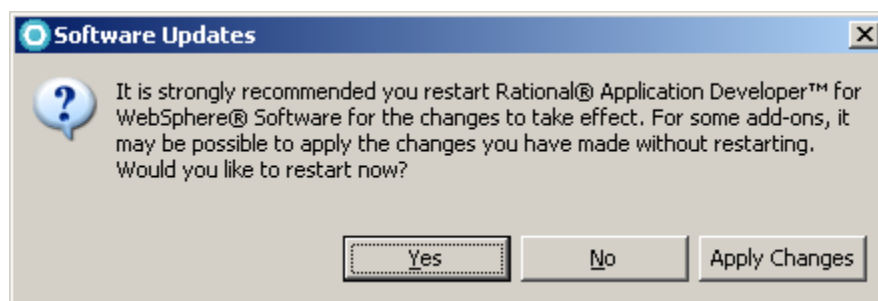 Software Updates
It is strongly recommended you restart Rational® Application Developer™ for
WebSphere® Software for the changes to take effect. For some add-ons, it
may be possible to apply the changes you have made without restarting.
Would you like to restart now?
Yes No Apply Changes